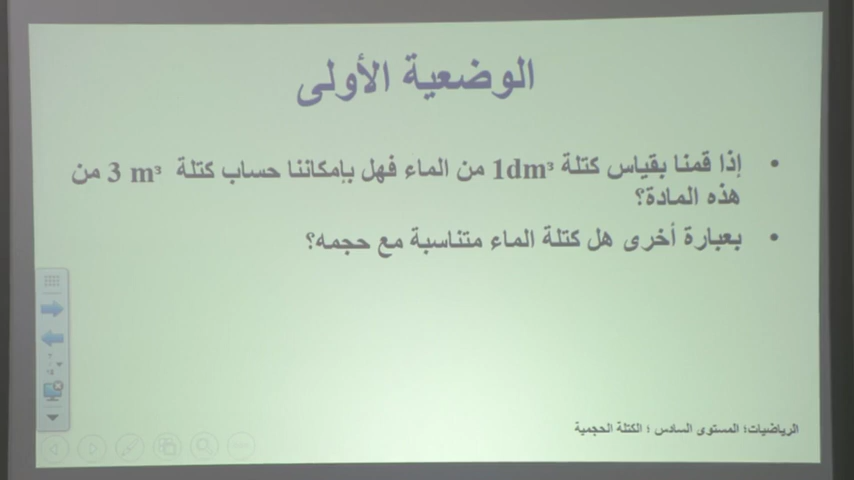 الوضعية الأولى
• إذا قمنا بقياس كتلة 1dm³ من الماء فهل بإمكاننا حساب كتلة 3 m³ من
هذه المادة؟
• بعبارة أخرى هل كتلة الماء متناسبة مع حجمه؟
الرياضيات؛ المستوى السادس ؛ الكتلة الحجمية